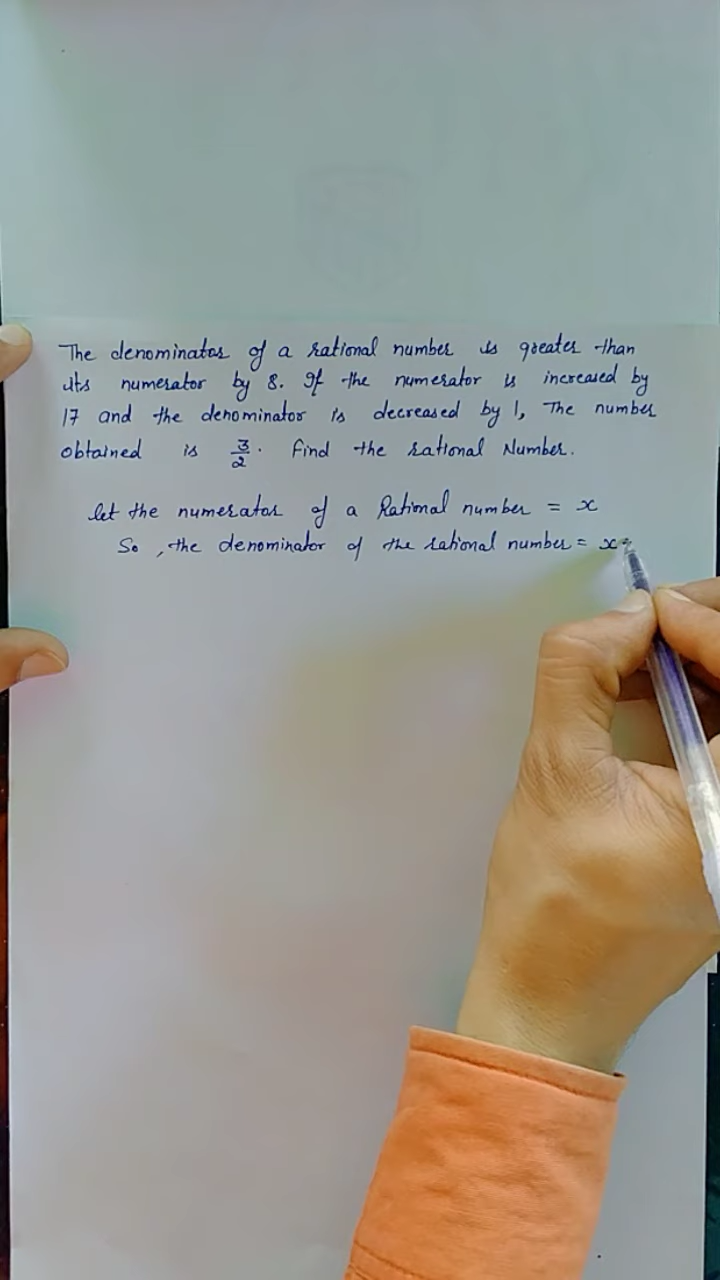 The denominator of a rational number is greater than
its numerator by 8. If the numerator is increased by
17 and the denominator is decreased by 1, The number
obtained is 3/2. Find the rational Number.
let the numerator of a Rational number = x
So, the denominator of the rational number = x